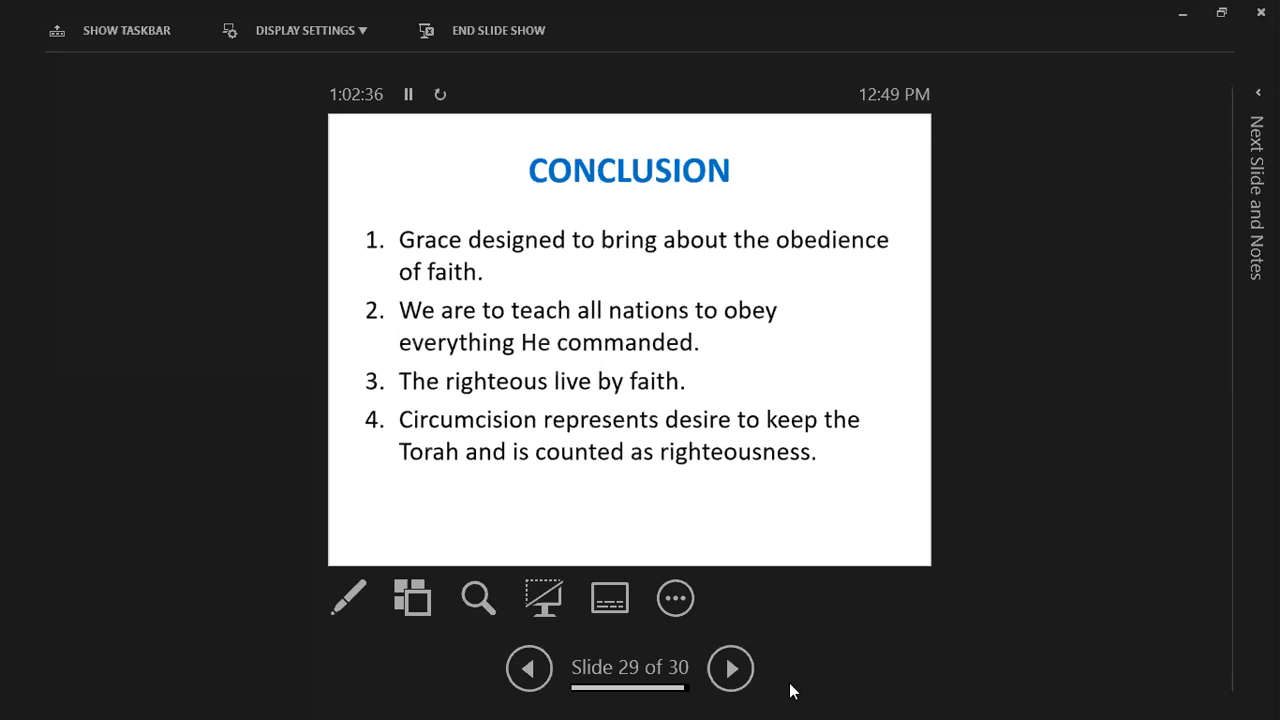 SHOW TASKBAR DISPLAY SETTINGS ▼ END SLIDE SHOW
1:02:36 12:49 PM
CONCLUSION
1. Grace designed to bring about the obedience
of faith.
2. We are to teach all nations to obey
everything He commanded.
3. The righteous live by faith.
4. Circumcision represents desire to keep the
Torah and is counted as righteousness.
Slide 29 of 30
Next Slide and Notes